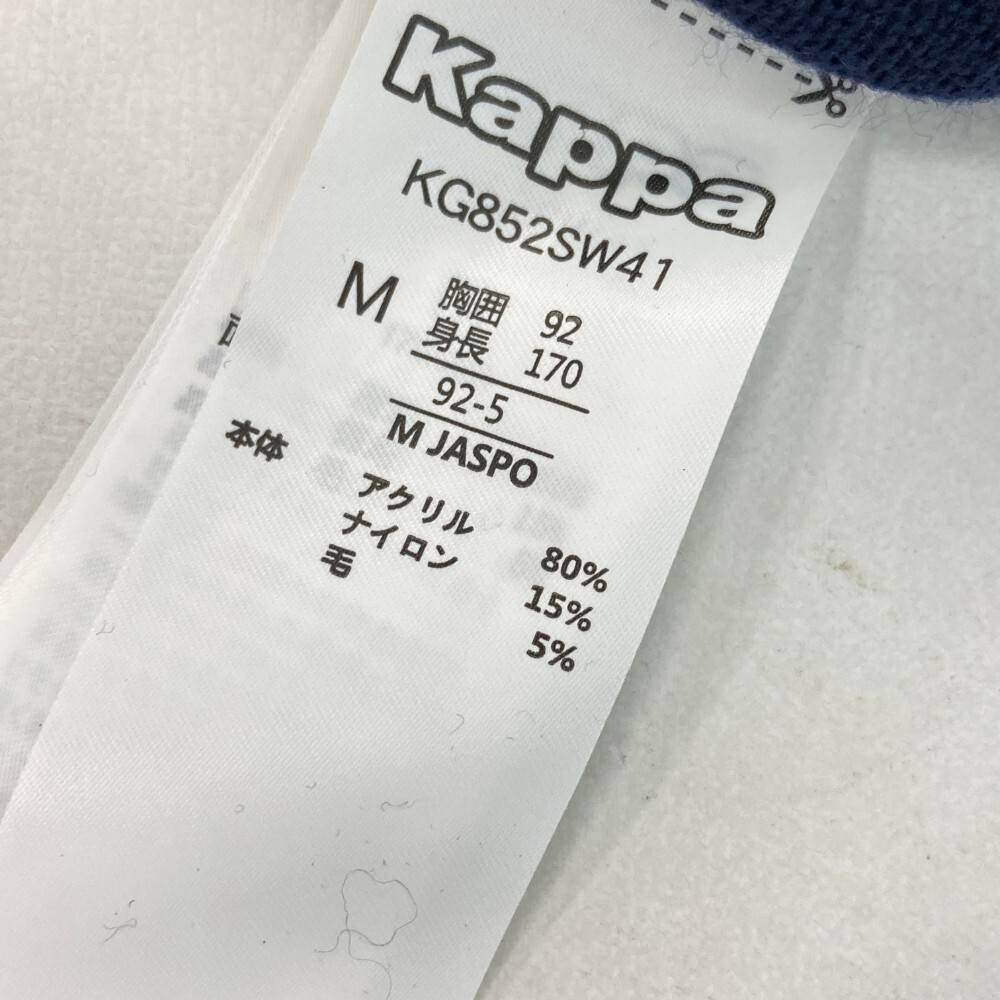 Kappa
KG852SW41
M 胸囲 92
身長 170
92-5
M JASPO
本体
アクリル 80%
ナイロン 15%
毛 5%